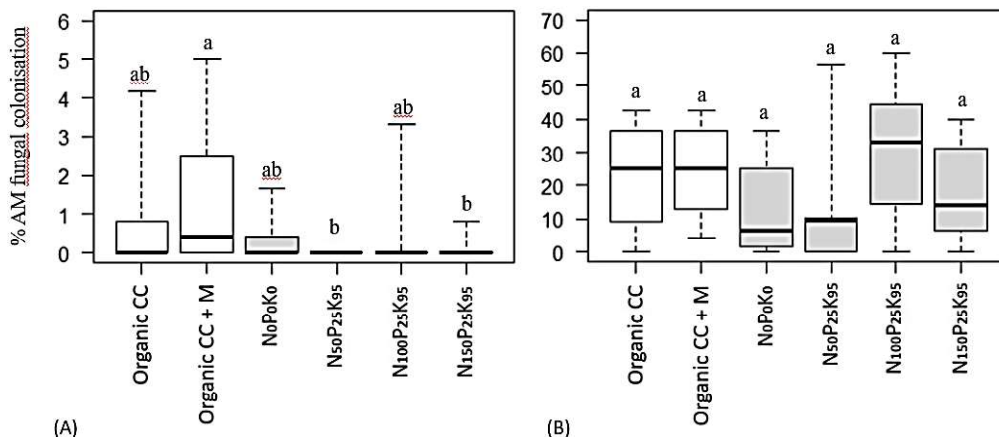 % AM fungal colonisation
6
5
4
3
2
1
0
ab
a
ab
b
ab
b
Organic CC
Organic CC + M
N0P0K0
N50P25K95
N100P25K95
N150P25K95
(A)
70
60
50
40
30
20
10
0
a
a
a
a
a
a
Organic CC
Organic CC + M
N0P0K0
N50P25K95
N100P25K95
N150P25K95
(B)